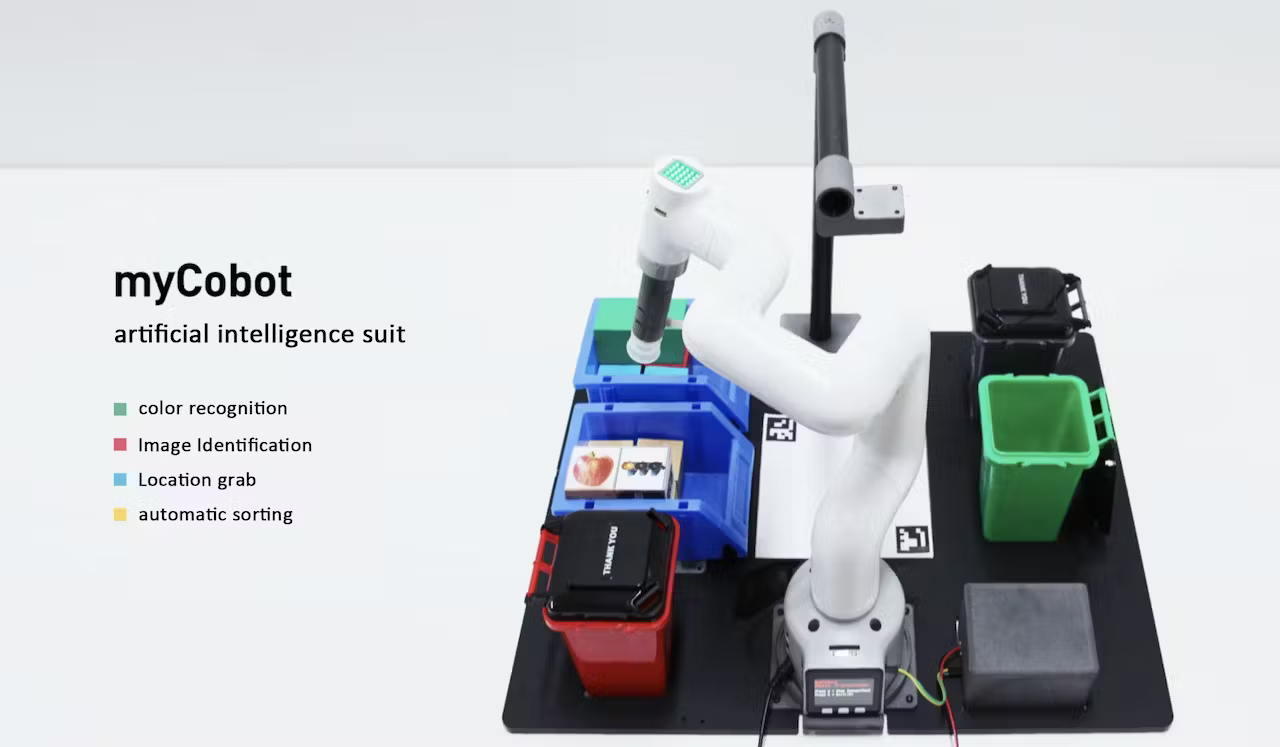 myCobot
artificial intelligence suit
color recognition
Image Identification
Location grab
automatic sorting
THANK YOU
THANK YOU